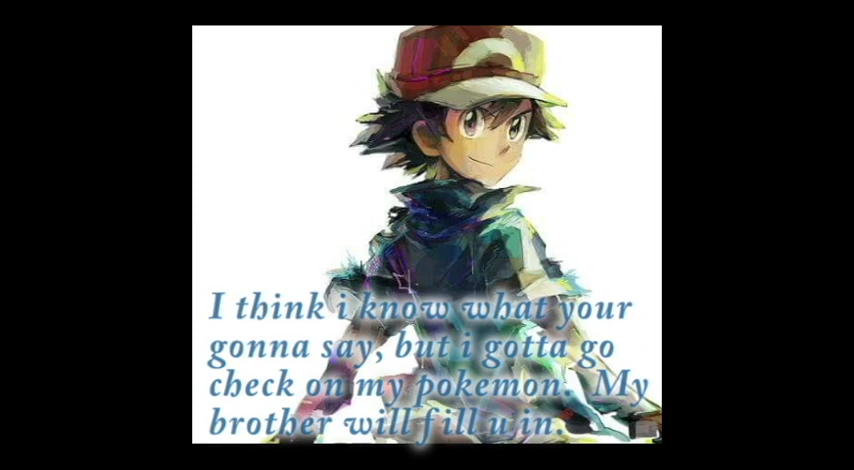 I think i know what your
gonna say, but i gotta go
check on my pokemon. My
brother will fill u in.